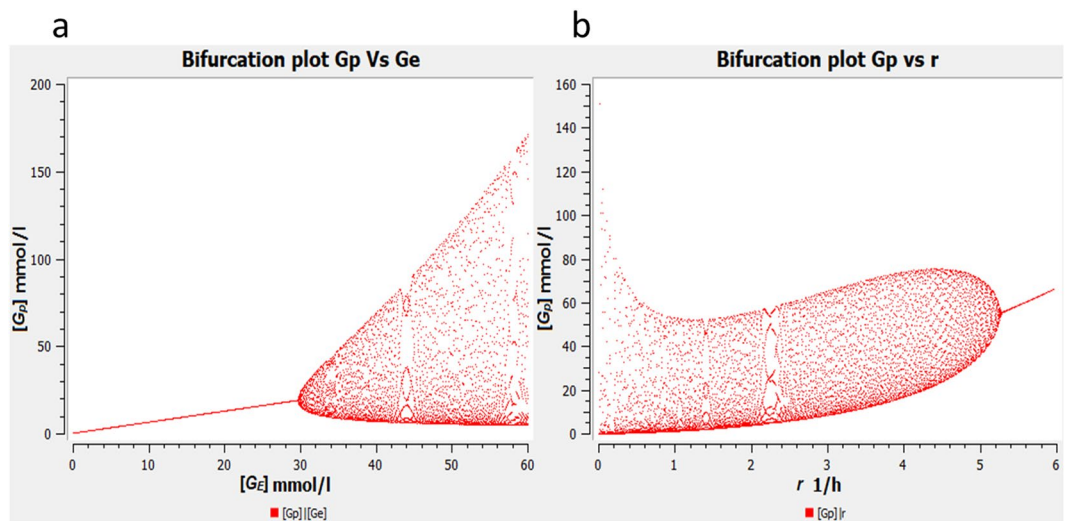 a
b
Bifurcation plot Gp Vs Ge
200
150
100
50
0
[Gp] mmol/l
0 10 20 30 40 50 60
[GE] mmol/l
[Gp]|[Ge]
Bifurcation plot Gp vs r
160
140
120
100
80
60
40
20
0
[Gp] mmol/l
0 1 2 3 4 5 6
r 1/h
[Gp]|r